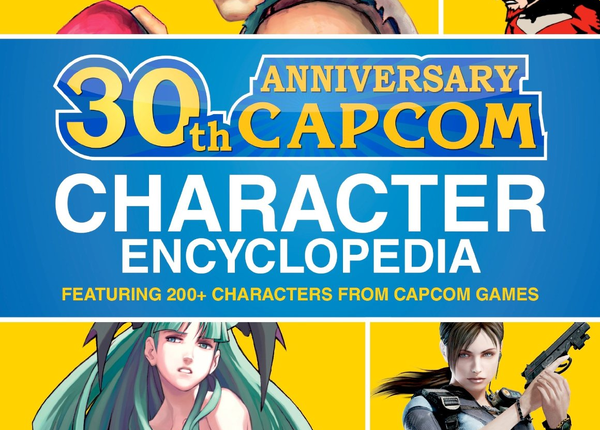 30th ANNIVERSARY
CAPCOM
CHARACTER
ENCYCLOPEDIA
FEATURING 200+ CHARACTERS FROM CAPCOM GAMES